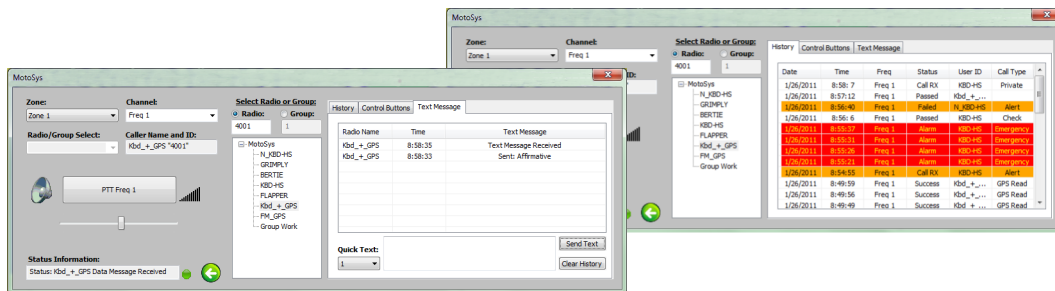 MotoSys
Zone:
Channel:
Zone 1
Freq 1
Select Radio or Group:
Radio:
Group:
4001
1
MotoSys
N_KBD-HS
GRIMPLY
BERTIE
KBD-HS
FLAPPER
Kbd_+_GPS
FM_GPS
Group Work
History Control Buttons Text Message
Date Time Freq Status User ID Call Type
1/26/2011 8:58: 7 Freq 1 Call RX KBD-HS Private
1/26/2011 8:57:12 Freq 1 Passed Kbd_+_... Check
1/26/2011 8:56:40 Freq 1 Failed N_KBD-HS Alert
1/26/2011 8:56: 6 Freq 1 Passed KBD-HS Check
1/26/2011 8:55:37 Freq 1 Alarm KBD-HS Emergency
1/26/2011 8:55:31 Freq 1 Alarm KBD-HS Emergency
1/26/2011 8:55:26 Freq 1 Alarm KBD-HS Emergency
1/26/2011 8:55:21 Freq 1 Alarm KBD-HS Emergency
1/26/2011 8:54:55 Freq 1 Call RX KBD-HS Alert
1/26/2011 8:49:59 Freq 1 Success Kbd_+_... GPS Read
1/26/2011 8:49:56 Freq 1 Success Kbd_+_... GPS Read
1/26/2011 8:49:49 Freq 1 Success Kbd_+_... GPS Read
ID:
MotoSys
Zone:
Channel:
Zone 1
Freq 1
Radio/Group Select:
Caller Name and ID:
Kbd_+_GPS "4001"
PTT Freq 1
Status Information:
Status: Kbd_+_GPS Data Message Received
Select Radio or Group:
Radio:
Group:
4001
1
MotoSys
N_KBD-HS
GRIMPLY
BERTIE
KBD-HS
FLAPPER
Kbd_+_GPS
FM_GPS
Group Work
History Control Buttons Text Message
Radio Name Time Text Message
Kbd_+_GPS 8:58:35 Text Message Received
Kbd_+_GPS 8:58:33 Sent: Affirmative
Quick Text:
1
Send Text
Clear History